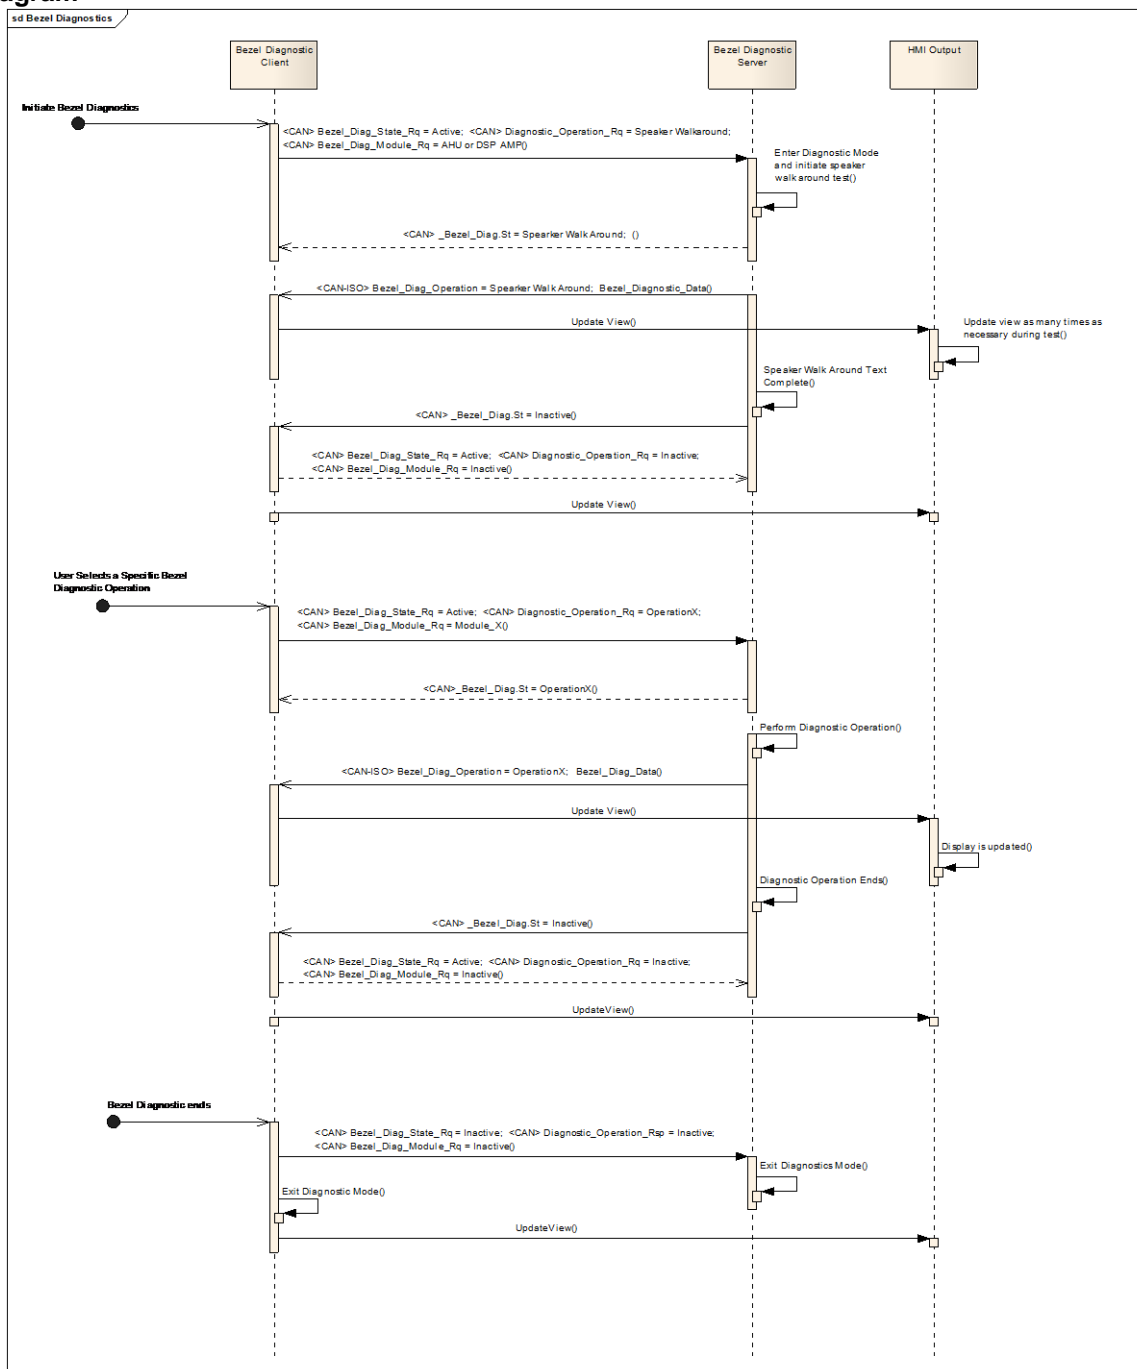 agram
sd Bezel Diagnostics
Bezel Diagnostic
Client
Bezel Diagnostic
Server
HMI Output
Initiate Bezel Diagnostics
<CAN> Bezel_Diag_State_Rq = Active;  <CAN> Diagnostic_Operation_Rq = Speaker Walkaround;
<CAN> Bezel_Diag_Module_Rq = AHU or DSP AMP()
Enter Diagnostic Mode
and initiate speaker
walk around test()
<CAN> _Bezel_Diag.St = Spearker Walk Around;  ()
<CAN-ISO> Bezel_Diag_Operation = Spearker Walk Around;  Bezel_Diagnostic_Data()
Update View()
Update view as many times as
necessary during test()
Speaker Walk Around Text
Complete()
<CAN> _Bezel_Diag.St = Inactive()
<CAN> Bezel_Diag_State_Rq = Active;  <CAN> Diagnostic_Operation_Rq = Inactive;
<CAN> Bezel_Diag_Module_Rq = Inactive()
Update View()
User Selects a Specific Bezel
Diagnostic Operation
<CAN> Bezel_Diag_State_Rq = Active;  <CAN> Diagnostic_Operation_Rq = OperationX;
<CAN> Bezel_Diag_Module_Rq = Module_X()
<CAN>_Bezel_Diag.St = OperationX()
Perform Diagnostic Operation()
<CAN-ISO> Bezel_Diag_Operation = OperationX;  Bezel_Diag_Data()
Update View()
Display is updated()
Diagnostic Operation Ends()
<CAN> _Bezel_Diag.St = Inactive()
<CAN> Bezel_Diag_State_Rq = Active;  <CAN> Diagnostic_Operation_Rq = Inactive;
<CAN> Bezel_Diag_Module_Rq = Inactive()
UpdateView()
Bezel Diagnostic ends
<CAN> Bezel_Diag_State_Rq = Inactive;  <CAN> Diagnostic_Operation_Rsp = Inactive;
<CAN> Bezel_Diag_Module_Rq = Inactive()
Exit Diagnostics Mode()
Exit Diagnostic Mode()
UpdateView()